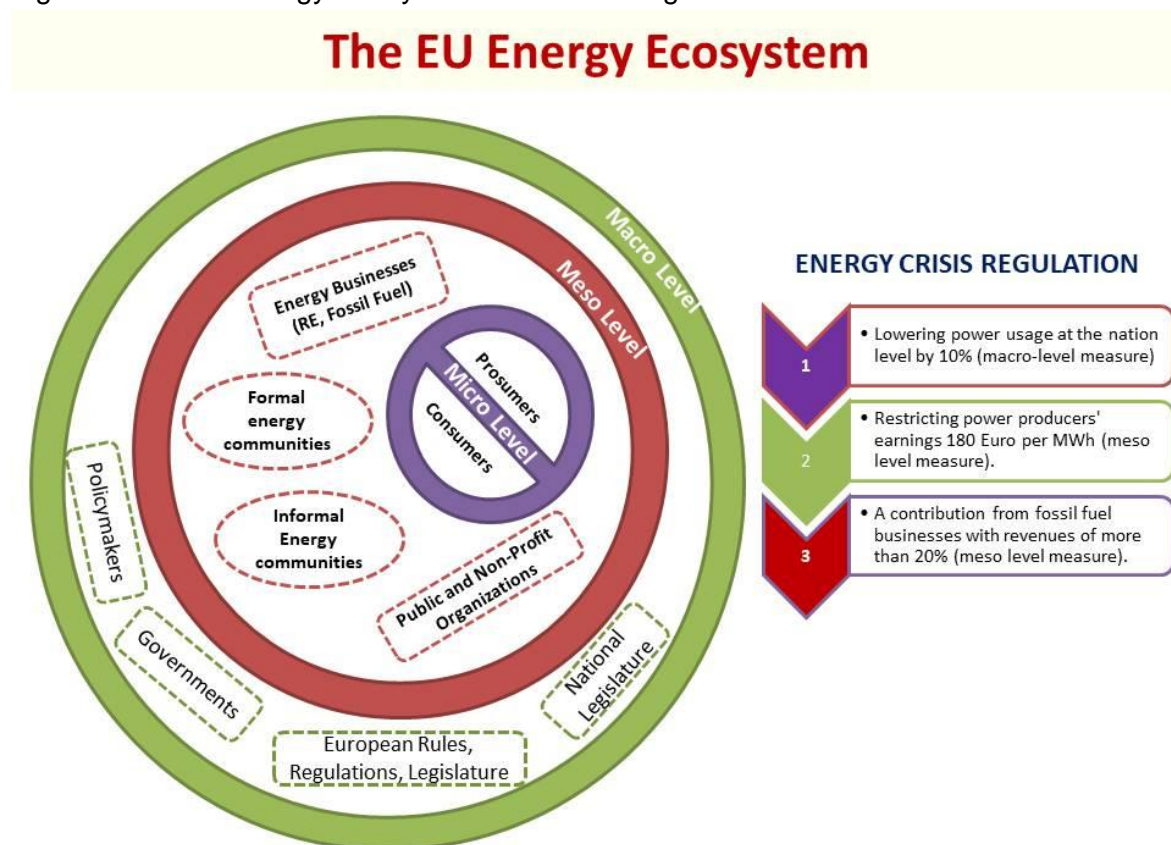 The EU Energy Ecosystem
Macro Level
Meso Level
Energy Businesses
(RE, Fossil Fuel)
Prosumers
Micro Level
Consumers
Formal
energy
communities
Informal
Energy
communities
Public and Non-Profit
Organizations
Policymakers
Governments
European Rules,
Regulations, Legislature
National
Legislature
ENERGY CRISIS REGULATION
1
• Lowering power usage at the nation
level by 10% (macro-level measure)
2
• Restricting power producers'
earnings 180 Euro per MWh (meso
level measure).
3
• A contribution from fossil fuel
businesses with revenues of more
than 20% (meso level measure).